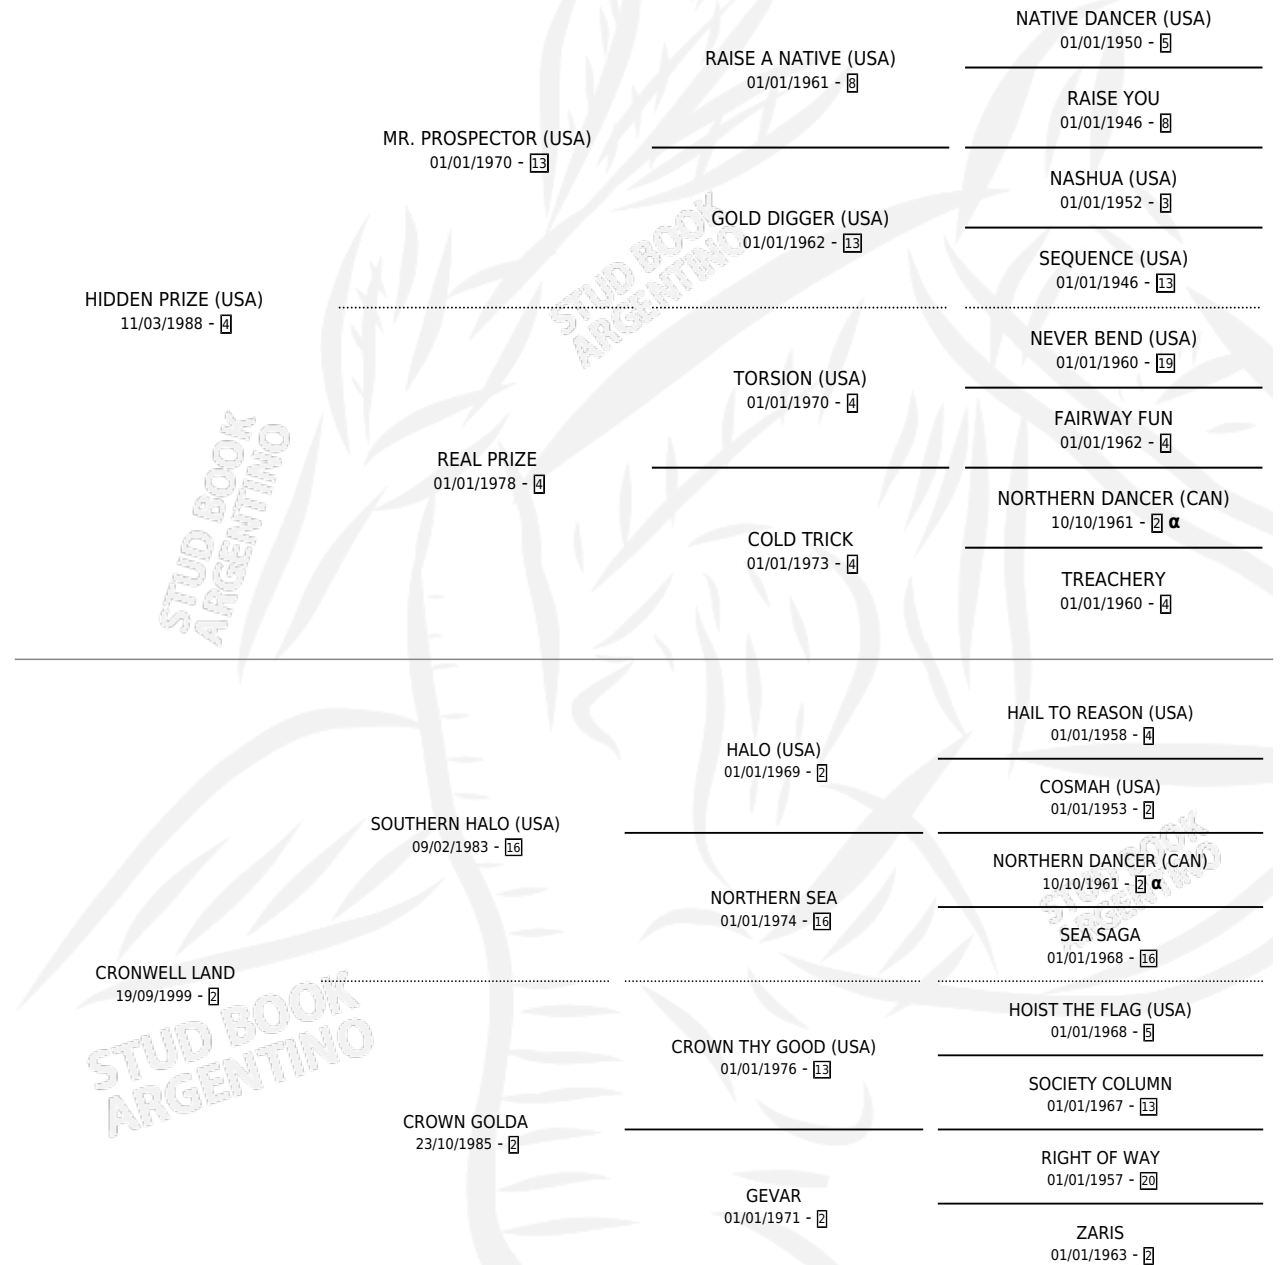 NATIVE DANCER (USA)
01/01/1950 - 5
RAISE A NATIVE (USA)
01/01/1961 - 8
RAISE YOU
01/01/1946 - 8
MR. PROSPECTOR (USA)
01/01/1970 - 13
NASHUA (USA)
01/01/1952 - 3
GOLD DIGGER (USA)
01/01/1962 - 13
SEQUENCE (USA)
01/01/1946 - 13
HIDDEN PRIZE (USA)
11/03/1988 - 4
NEVER BEND (USA)
01/01/1960 - 19
TORSION (USA)
01/01/1970 - 4
FAIRWAY FUN
01/01/1962 - 4
REAL PRIZE
01/01/1978 - 4
NORTHERN DANCER (CAN)
10/10/1961 - 2 α
COLD TRICK
01/01/1973 - 4
TREACHERY
01/01/1960 - 4
HAIL TO REASON (USA)
01/01/1958 - 4
HALO (USA)
01/01/1969 - 2
COSMAH (USA)
01/01/1953 - 2
SOUTHERN HALO (USA)
09/02/1983 - 16
NORTHERN DANCER (CAN)
10/10/1961 - 2 α
NORTHERN SEA
01/01/1974 - 16
SEA SAGA
01/01/1968 - 16
CRONWELL LAND
19/09/1999 - 2
HOIST THE FLAG (USA)
01/01/1968 - 5
CROWN THY GOOD (USA)
01/01/1976 - 13
SOCIETY COLUMN
01/01/1967 - 13
CROWN GOLDA
23/10/1985 - 2
RIGHT OF WAY
01/01/1957 - 20
GEVAR
01/01/1971 - 2
ZARIS
01/01/1963 - 2
STUD BOOK
ARGENTINO
STUD BOOK
ARGENTINO
STUD BOOK
ARGENTINO
STUD BOOK
ARGENTINO